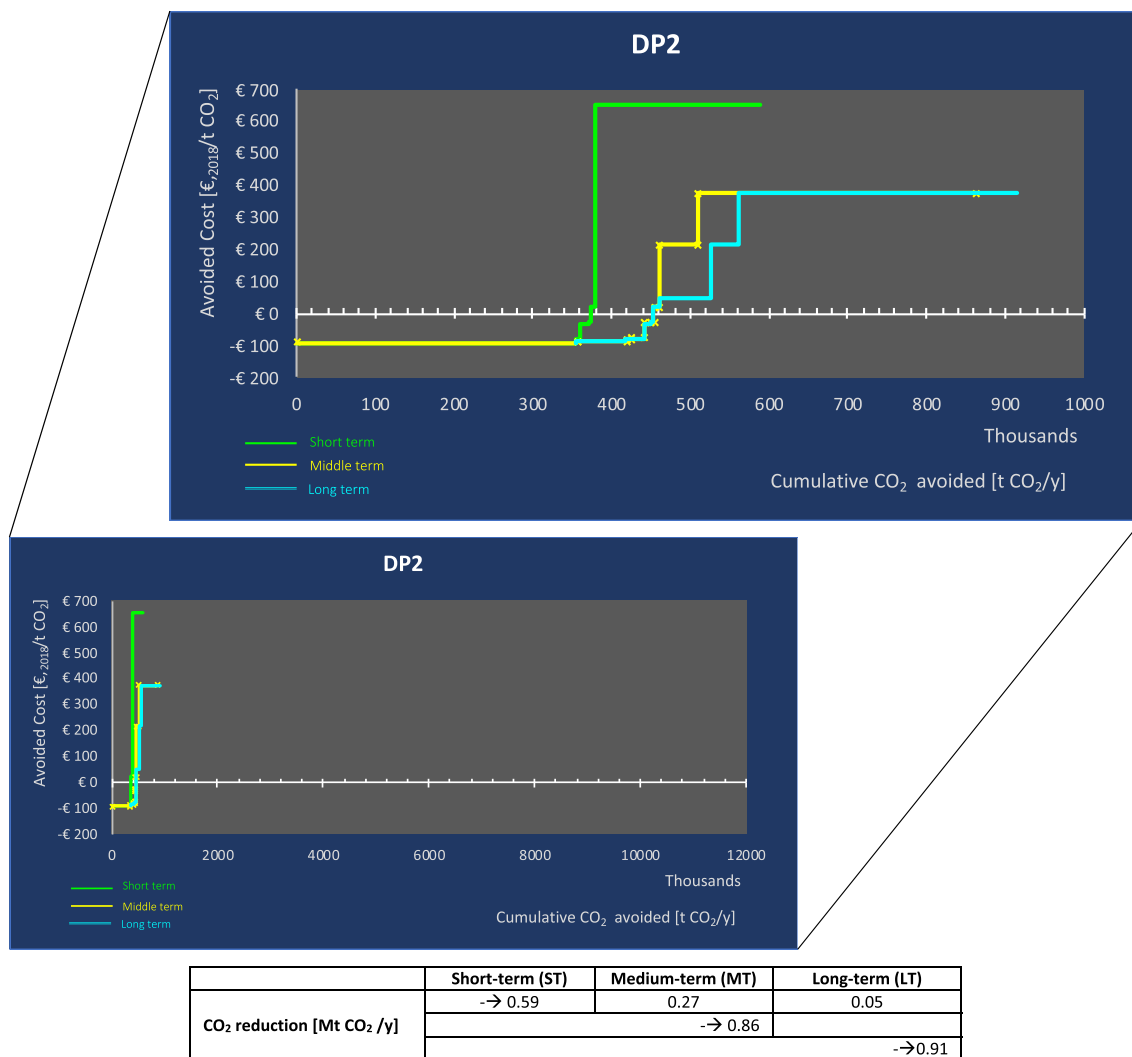 DP2
Avoided Cost [€,2018/t CO2]
€ 700
€ 600
€ 500
€ 400
€ 300
€ 200
€ 100
€ 0
-€ 100
-€ 200
0 100 200 300 400 500 600 700 800 900 1000
Thousands
Cumulative CO2 avoided [t CO2/y]
Short term
Middle term
Long term
DP2
Avoided Cost [€,2018/t CO2]
€ 700
€ 600
€ 500
€ 400
€ 300
€ 200
€ 100
€ 0
-€ 100
-€ 200
0 2000 4000 6000 8000 10000 12000
Thousands
Cumulative CO2 avoided [t CO2/y]
Short term
Middle term
Long term
Short-term (ST) Medium-term (MT) Long-term (LT)
CO2 reduction [Mt CO2 /y]
-→ 0.59 0.27 0.05
-→ 0.86
-→0.91